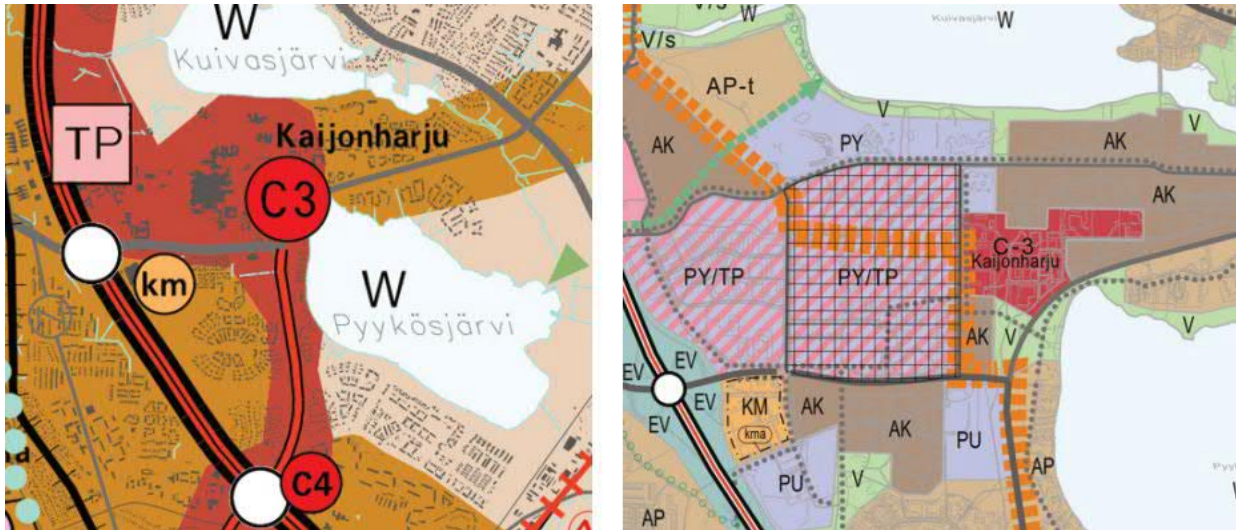 W
Kuivasjärvi
TP
Kaijonharju
C3
km
W
Pyykösjärvi
C4
V/s
V/s
Kuivasjärvi
W
AP-t
V
V
AK
PY
AK
AK
C-3
Kaijonharju
PY/TP
PY/TP
AK
V
V
EV
EV
EV
EV
KM
kma
AK
AK
PU
AP
PU
V
AP